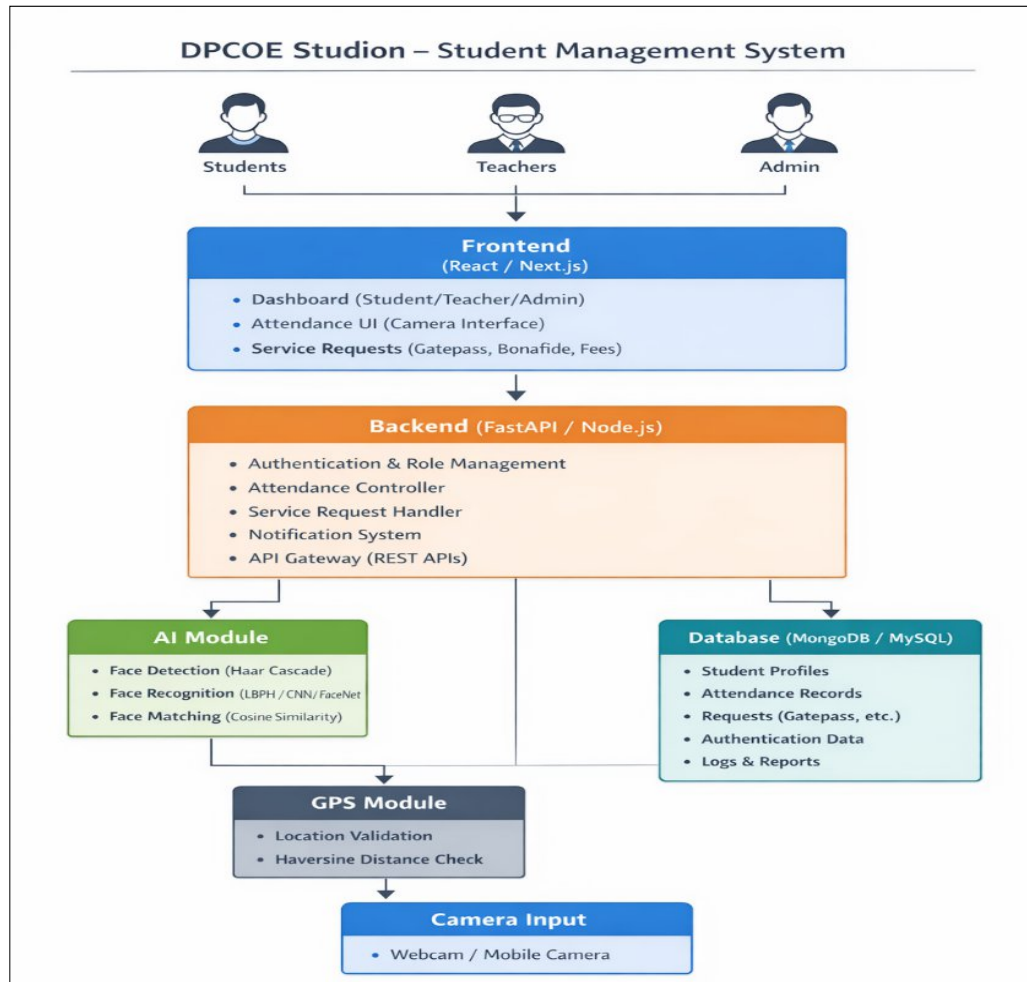 DPCOE Studion – Student Management System
Students
Teachers
Admin
Frontend
(React / Next.js)
• Dashboard (Student/Teacher/Admin)
• Attendance UI (Camera Interface)
• Service Requests (Gatepass, Bonafide, Fees)
Backend (FastAPI / Node.js)
• Authentication & Role Management
• Attendance Controller
• Service Request Handler
• Notification System
• API Gateway (REST APIs)
AI Module
• Face Detection (Haar Cascade)
• Face Recognition (LBPH / CNN/ FaceNet
• Face Matching (Cosine Similarity)
Database (MongoDB / MySQL)
• Student Profiles
• Attendance Records
• Requests (Gatepass, etc.)
• Authentication Data
• Logs & Reports
GPS Module
• Location Validation
• Haversine Distance Check
Camera Input
• Webcam / Mobile Camera